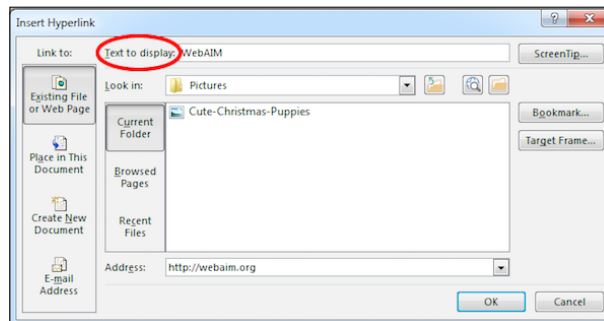 Insert Hyperlink
Link to:
Text to display: WebAIM
ScreenTip...
Existing File
or Web Page
Look in:
Pictures
Current
Folder
Cute-Christmas-Puppies
Bookmark...
Target Frame...
Place in This
Document
Browsed
Pages
Create New
Document
Recent
Files
E-mail
Address
Address:
http://webaim.org
OK
Cancel